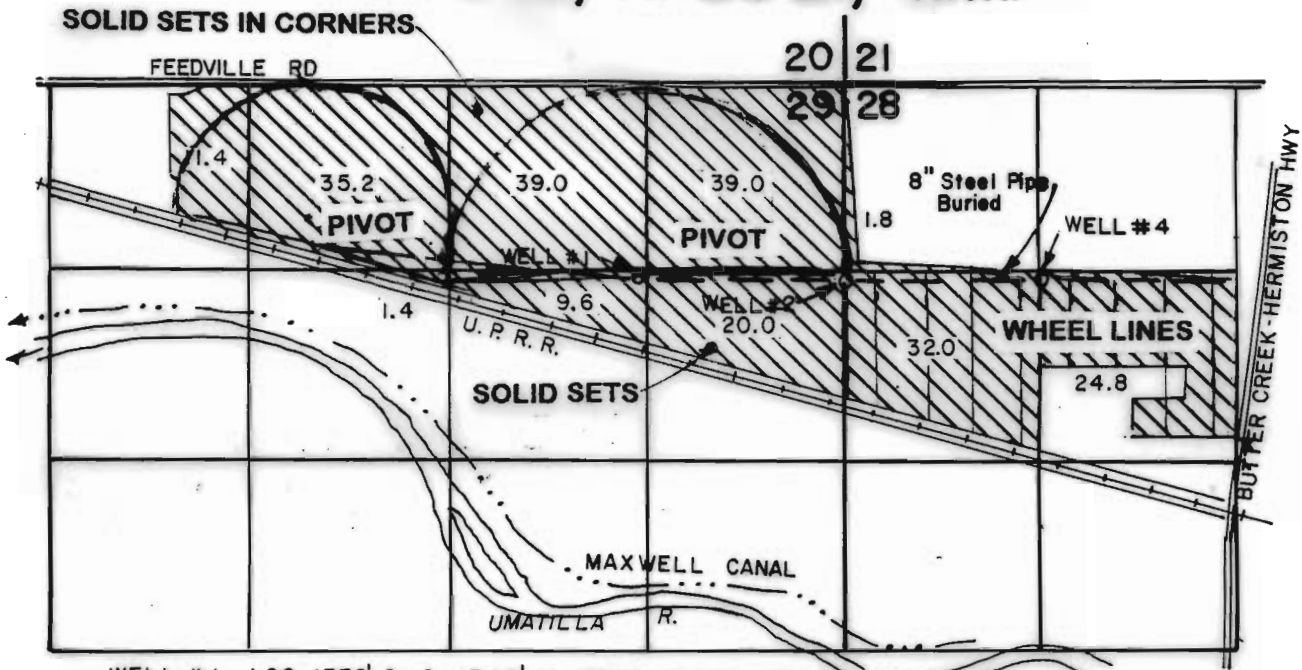 SOLID SETS IN CORNERS
FEEDVILLE RD
20 21
29 28
11.4
35.2
39.0
39.0
8" Steel Pipe
Buried
PIVOT
PIVOT
1.8
WELL #4
WELL #1
1.4
9.6
WELL #2
20.0
U.P.R.R.
32.0
WHEEL LINES
24.8
SOLID SETS
BUTTER CREEK-HERMISTON HWY
MAXWELL CANAL
UMATILLA R.